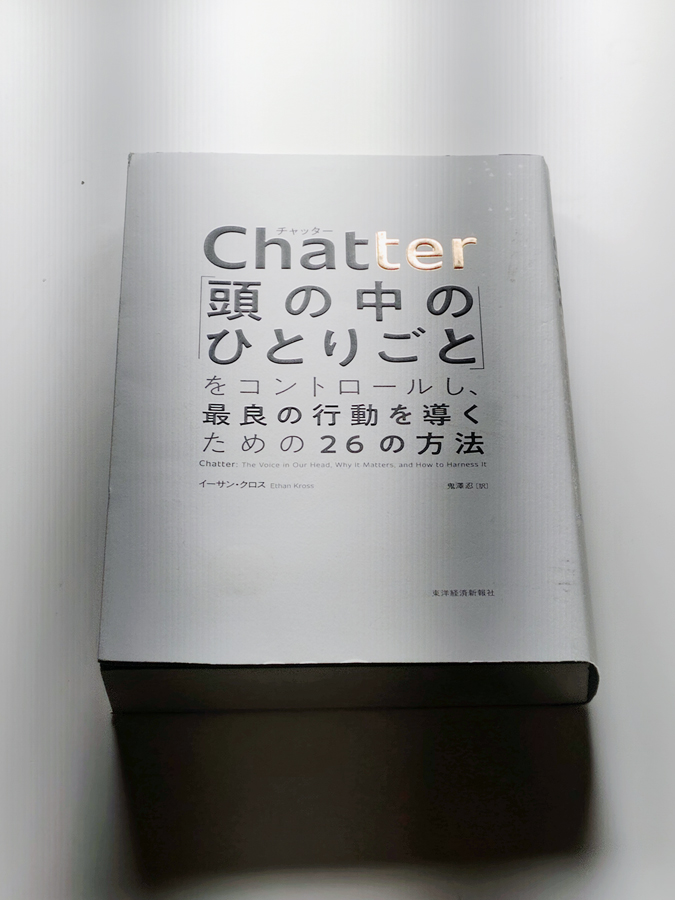 チャッター
Chatter
「頭の中の
ひとりごと」
をコントロールし、
最良の行動を導く
ための26の方法
Chatter: The Voice in Our Head, Why It Matters, and How to Harness It
イーサン・クロス Ethan Kross 鬼澤忍[訳]
東洋経済新報社